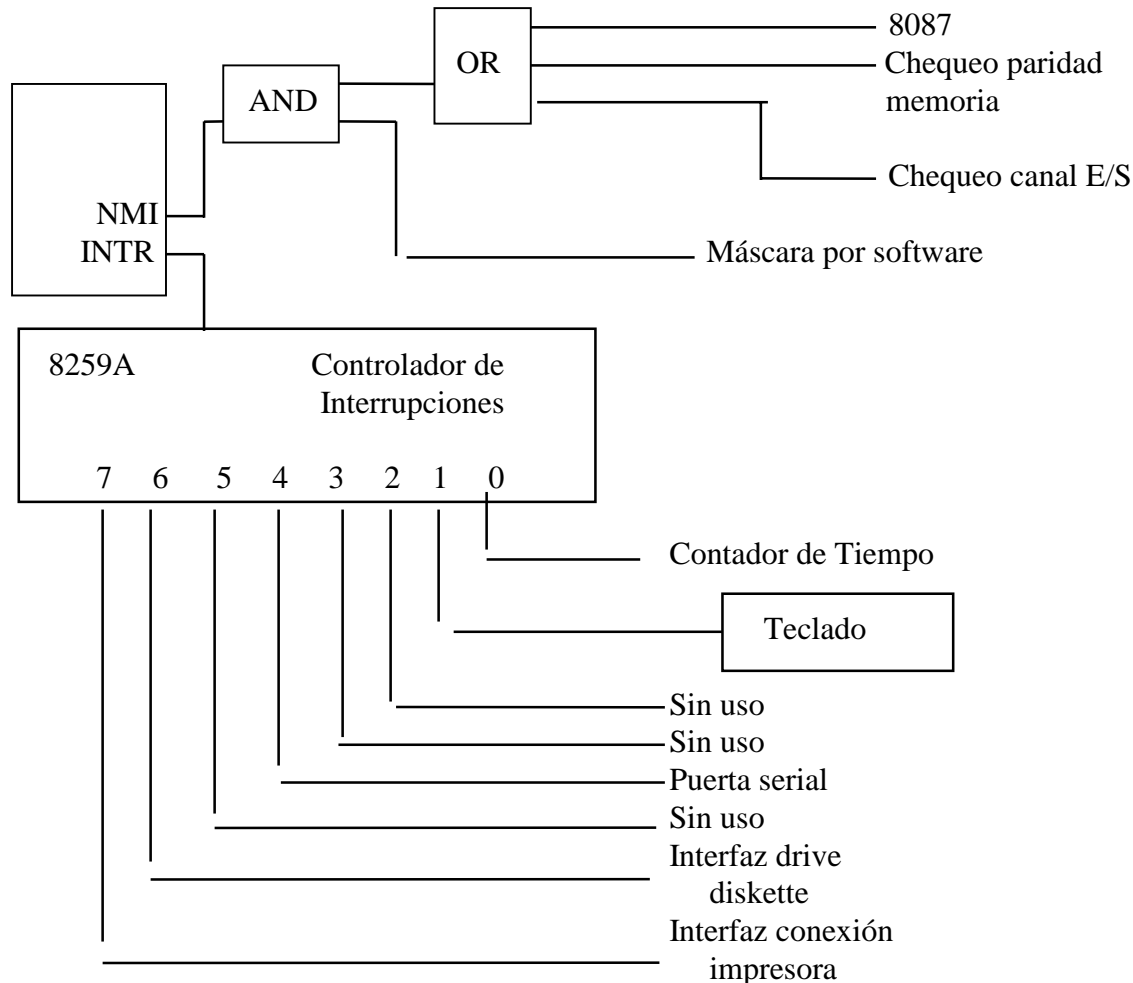 8087
OR
Chequeo paridad
memoria
AND
Chequeo canal E/S
NMI
INTR
Máscara por software
8259A
Controlador de
Interrupciones
7 6 5 4 3 2 1 0
Contador de Tiempo
Teclado
Sin uso
Sin uso
Puerta serial
Sin uso
Interfaz drive
diskette
Interfaz conexión
impresora